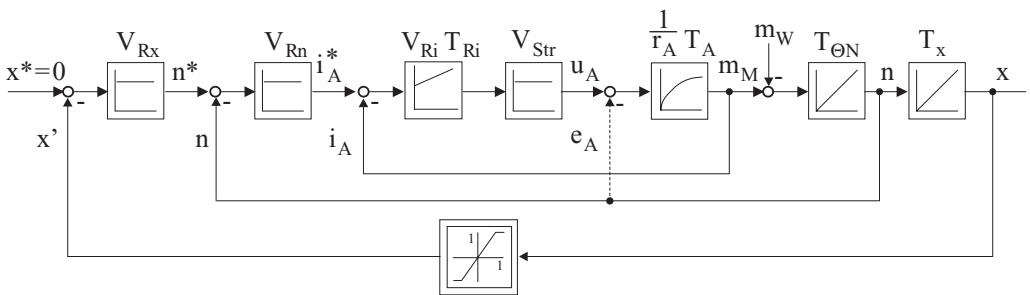 V_Rx V_Rn V_Ri T_Ri V_Str 1/r_A T_A m_W T_ΘN T_x
x*=0 n* i_A* u_A m_M n x
- - - - -
x' n i_A e_A
1
1